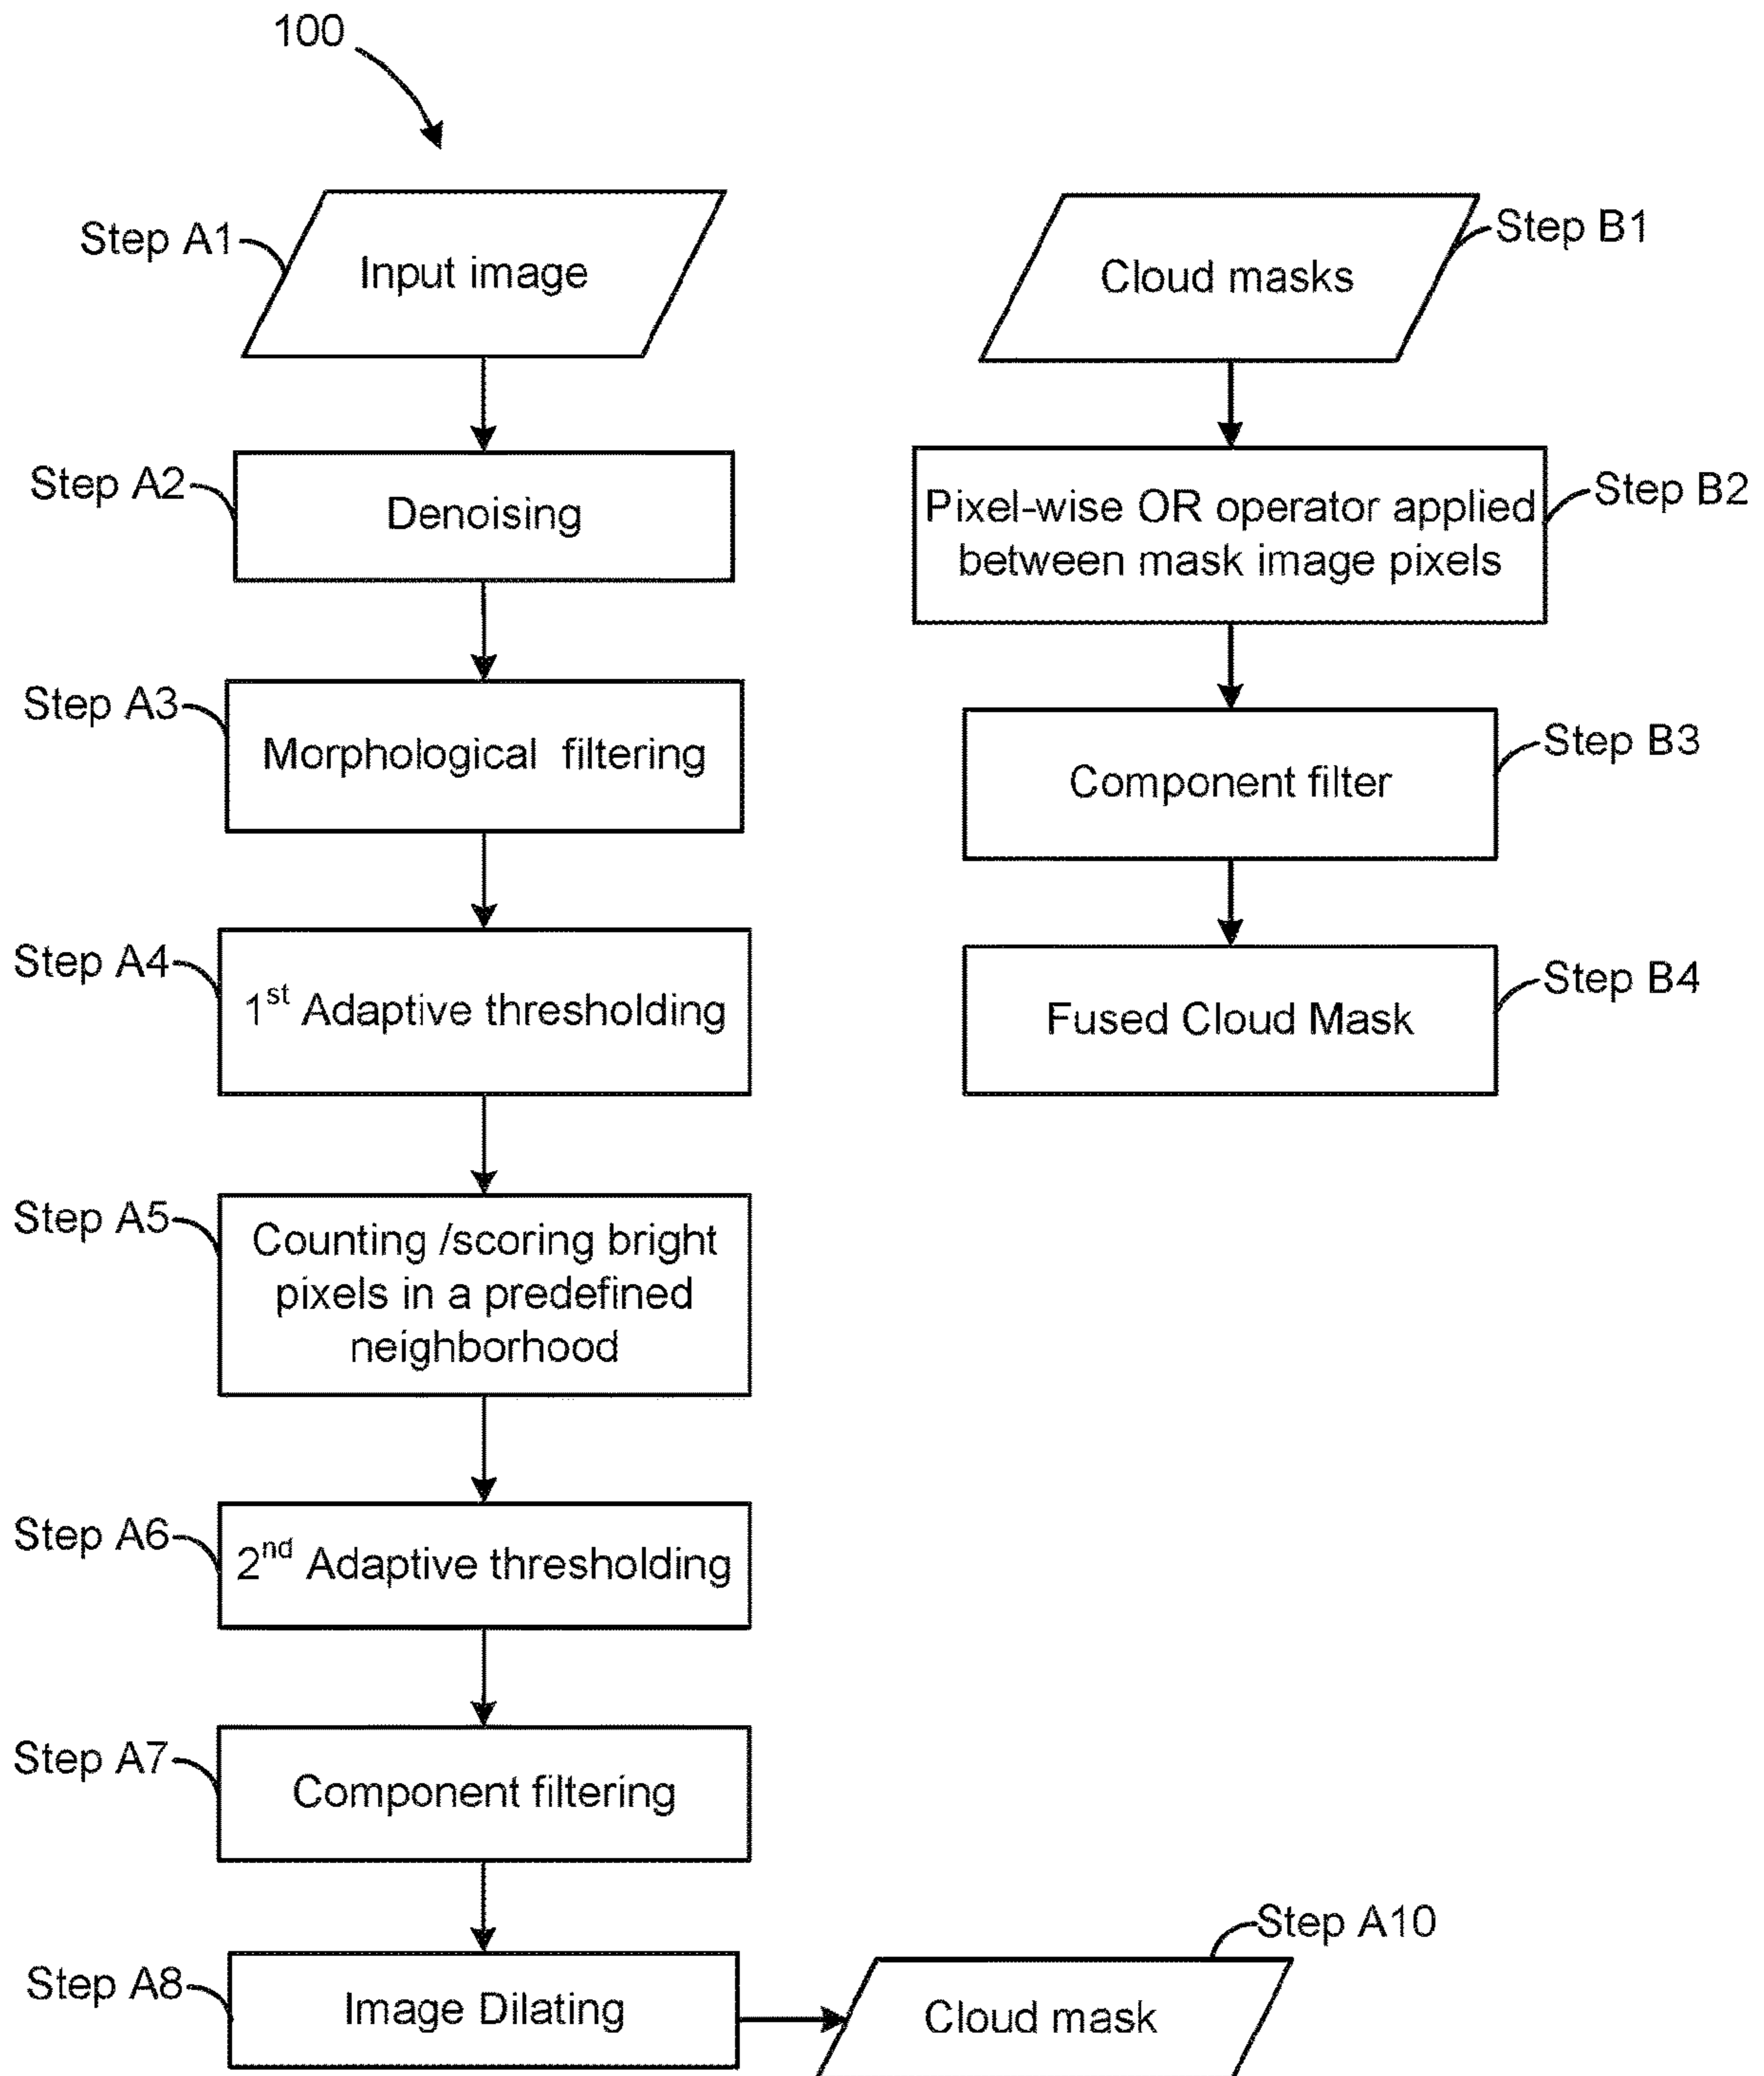 100
Step A1
Input image
Step A2
Denoising
Step A3
Morphological filtering
Step A4
1st Adaptive thresholding
Step A5
Counting /scoring bright
pixels in a predefined
neighborhood
Step A6
2nd Adaptive thresholding
Step A7
Component filtering
Step A8
Image Dilating
Step A10
Cloud mask
Step B1
Cloud masks
Step B2
Pixel-wise OR operator applied
between mask image pixels
Step B3
Component filter
Step B4
Fused Cloud Mask